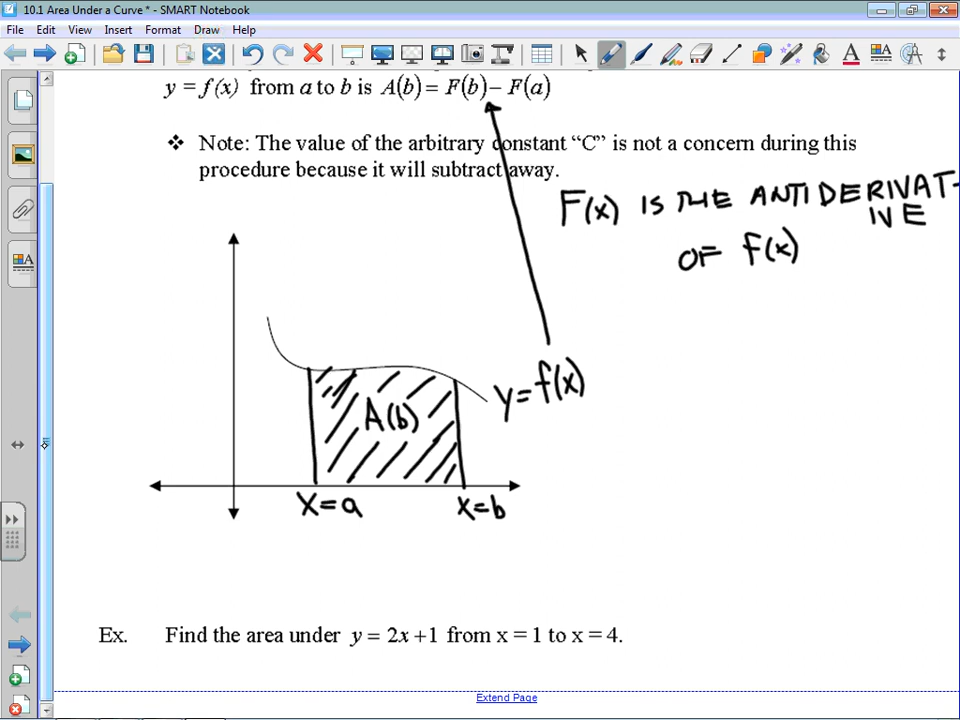 10.1 Area Under a Curve * - SMART Notebook
File Edit View Insert Format Draw Help
y = f(x) from a to b is A(b) = F(b) − F(a)
❖ Note: The value of the arbitrary constant “C” is not a concern during this
procedure because it will subtract away.
F(x) IS THE ANTIDERIVAT-
IVE
OF f(x)
y=f(x)
A(b)
X=a
x=b
Ex. Find the area under y = 2x +1 from x = 1 to x = 4.
Extend Page